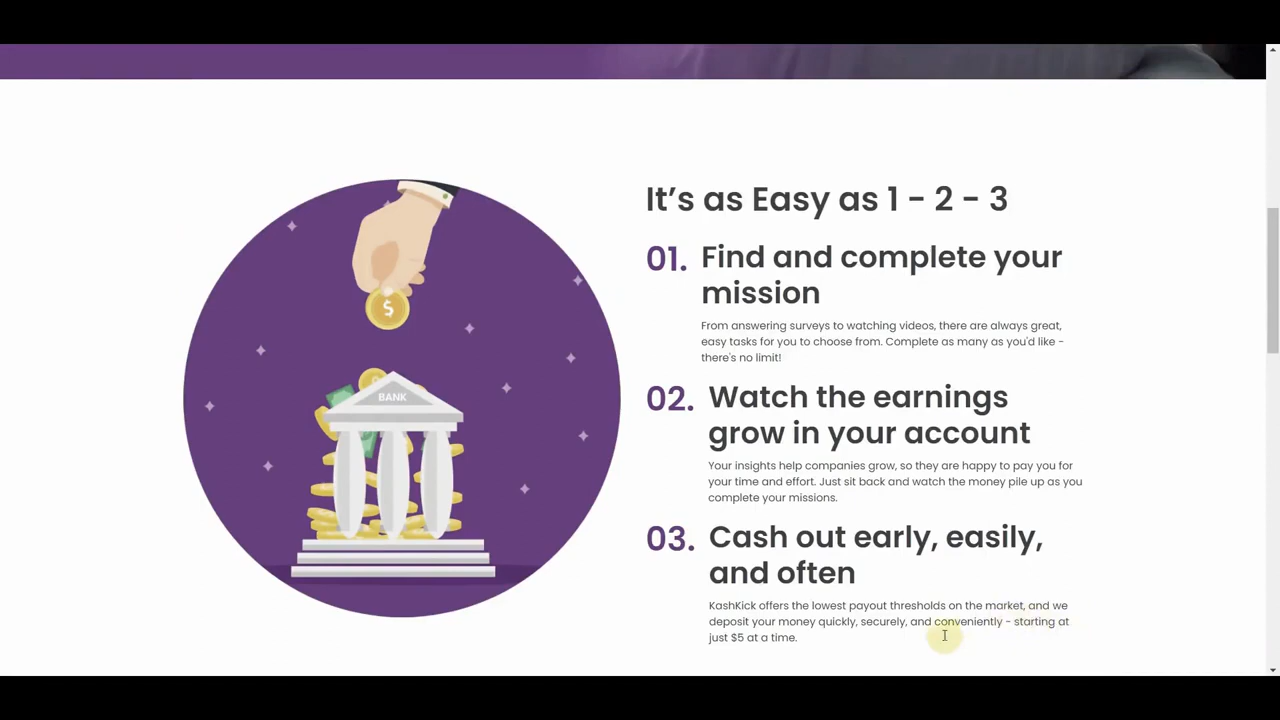 It’s as Easy as 1 - 2 - 3
01. Find and complete your
mission
From answering surveys to watching videos, there are always great,
easy tasks for you to choose from. Complete as many as you'd like -
there's no limit!
02. Watch the earnings
grow in your account
Your insights help companies grow, so they are happy to pay you for
your time and effort. Just sit back and watch the money pile up as you
complete your missions.
03. Cash out early, easily,
and often
KashKick offers the lowest payout thresholds on the market, and we
deposit your money quickly, securely, and conveniently - starting at
just $5 at a time.
$
BANK